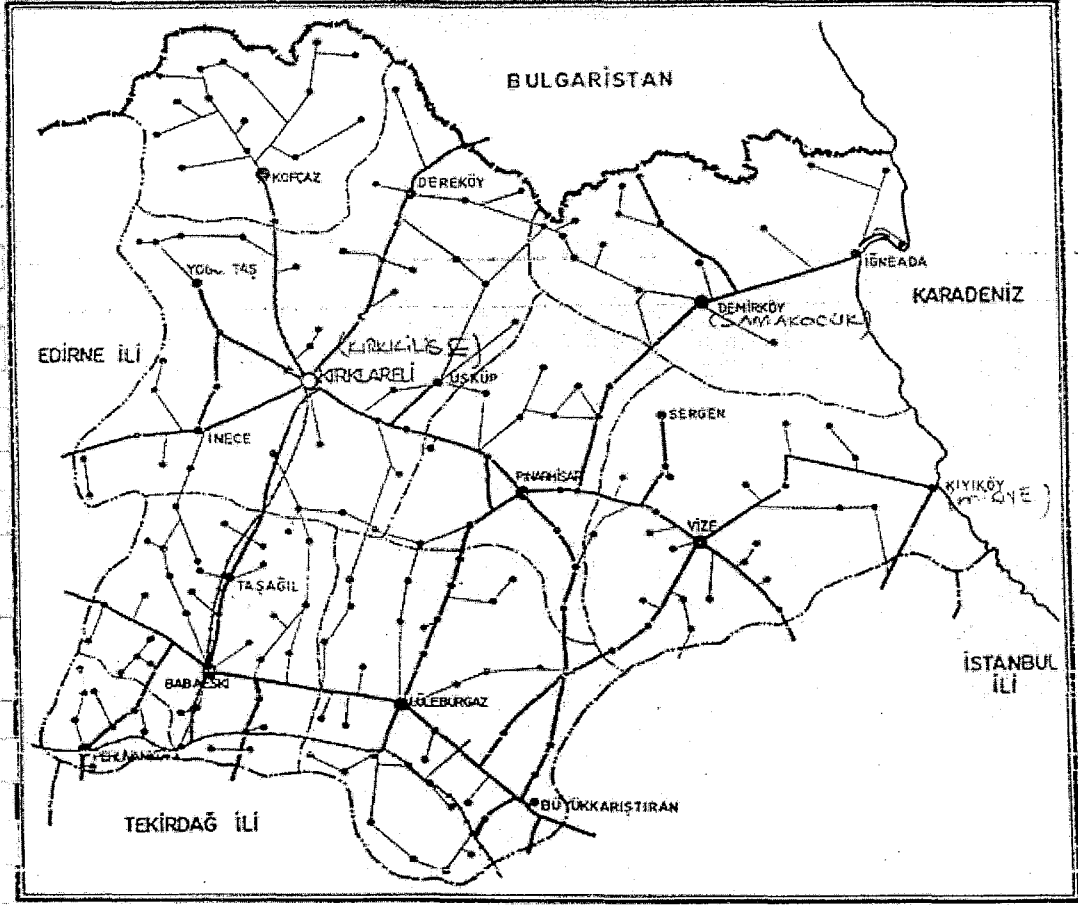 BULGARİSTAN
KOFÇAZ
DEREKÖY
İĞNEADA
KARADENİZ
DEMİRKÖY
(SAMAKOCUK)
TAŞ
EDİRNE İLİ
(KIRKKİLİSE)
KIRKLARELİ
ÜSKÜP
SERGEN
İNECE
PINARHİSAR
KIYIKÖY
VİZE
TAŞAĞIL
İSTANBUL
İLİ
BABAESKİ
LÜLEBURGAZ
BÜYÜKKARIŞTIRAN
TEKİRDAĞ İLİ